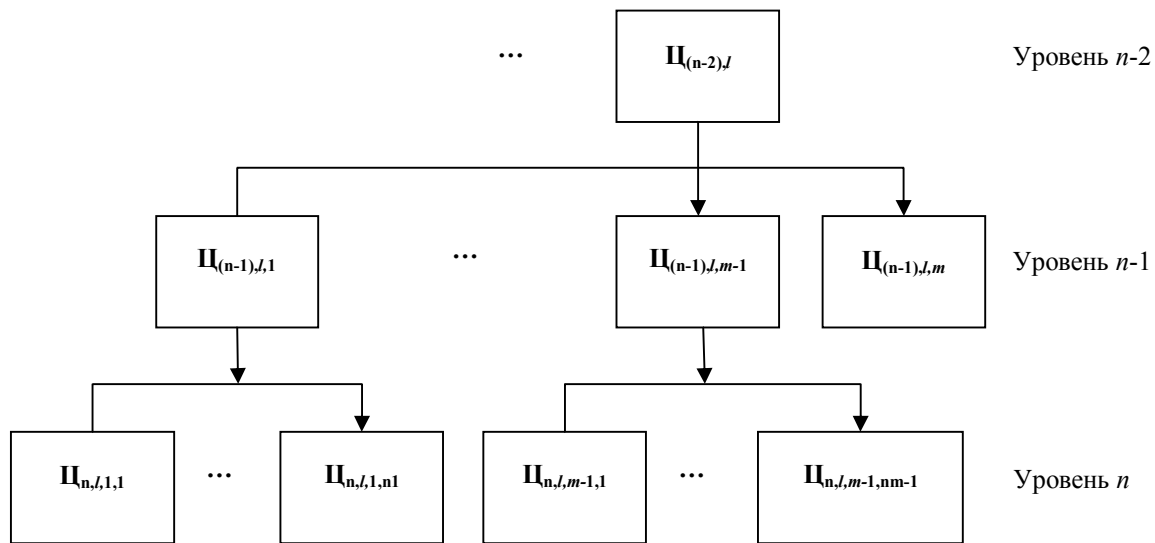 ... Ц(n-2),l Уровень n-2
Ц(n-1),l,1 ... Ц(n-1),l,m-1 Ц(n-1),l,m Уровень n-1
Цn,l,1,1 ... Цn,l,1,n1 Цn,l,m-1,1 ... Цn,l,m-1,nm-1 Уровень n